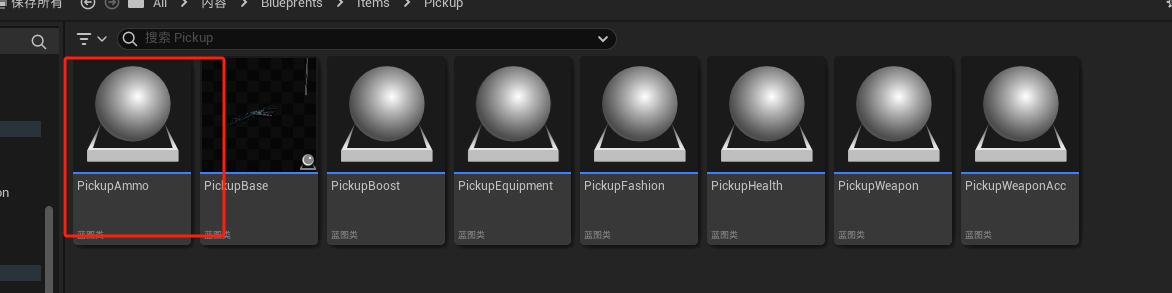 保存所有 All > 内容 > Blueprents > Items > Pickup
搜索 Pickup
on
PickupAmmo PickupBase PickupBoost PickupEquipment PickupFashion PickupHealth PickupWeapon PickupWeaponAcc
蓝图类 蓝图类 蓝图类 蓝图类 蓝图类 蓝图类 蓝图类 蓝图类